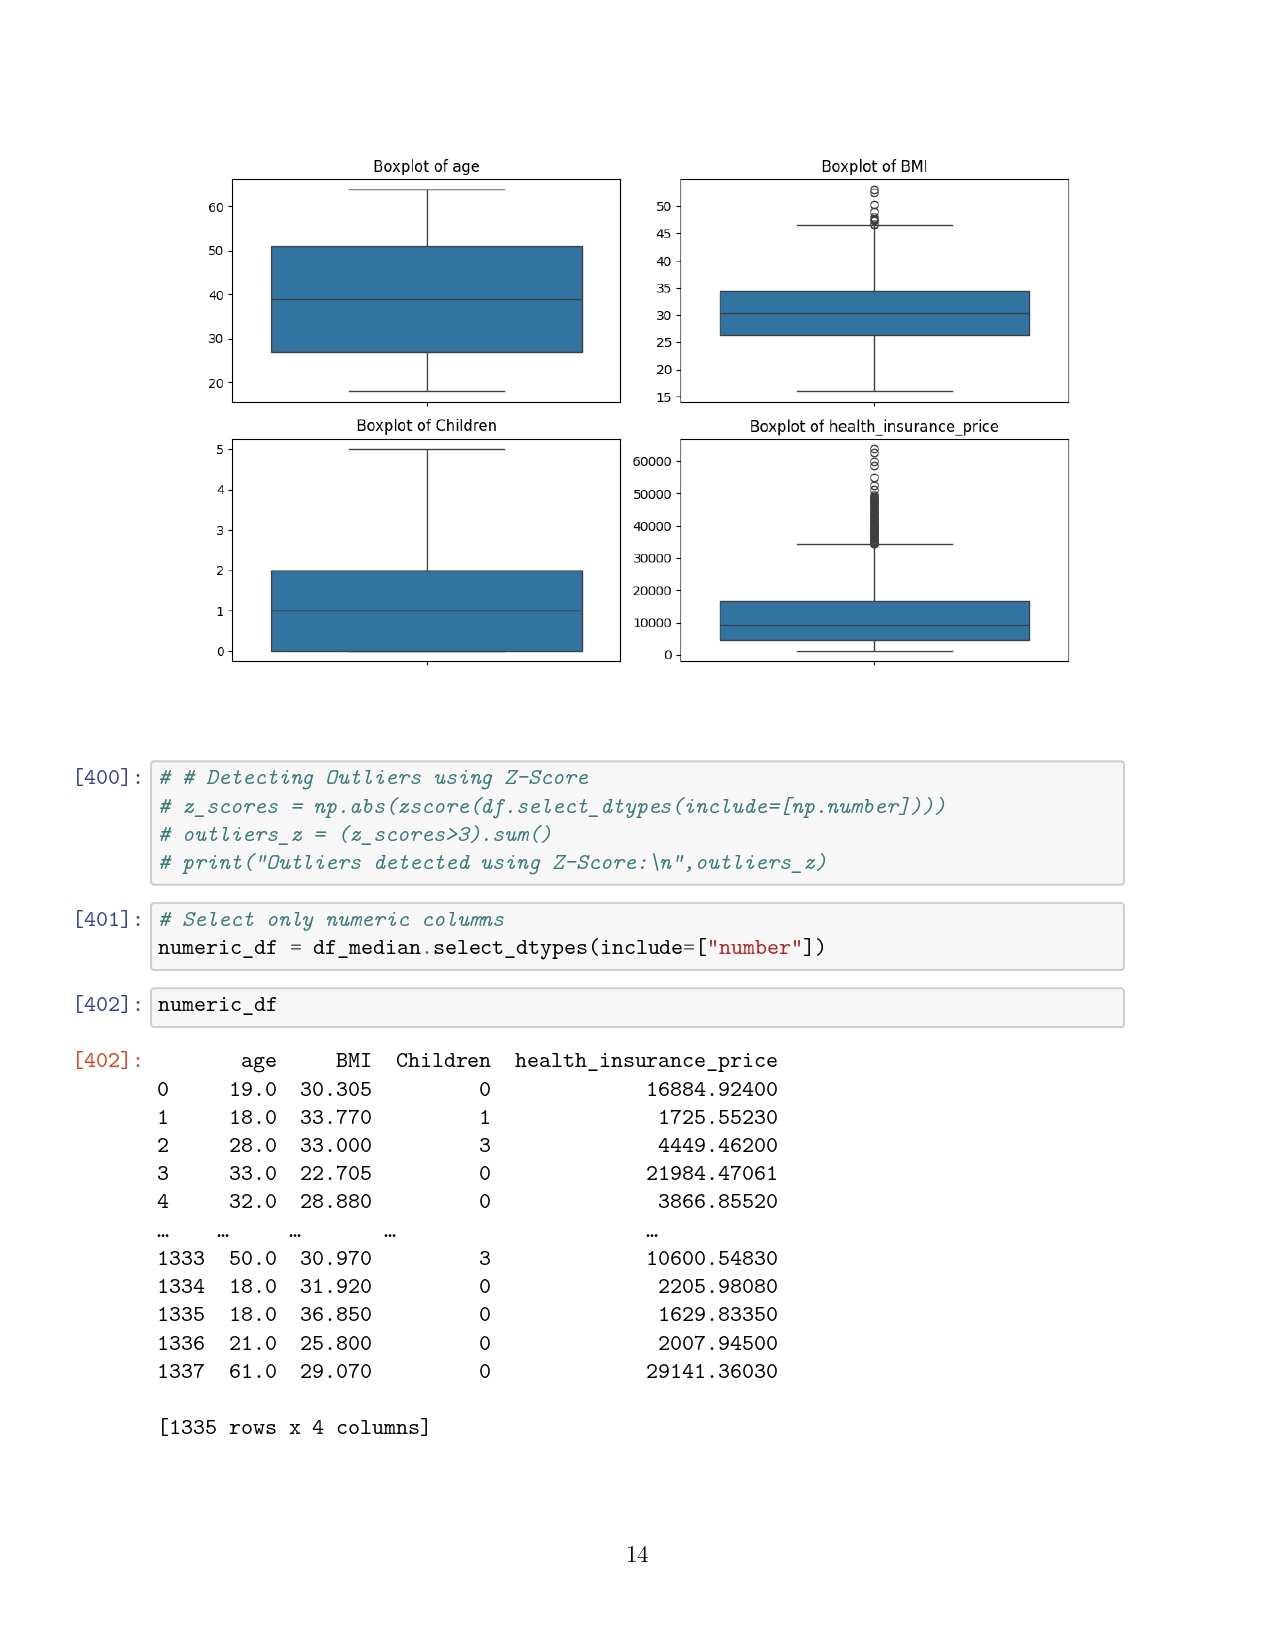 Boxplot of age
Boxplot of BMI
60
50
40
30
20
50
45
40
35
30
25
20
15
Boxplot of Children
Boxplot of health_insurance_price
5
4
3
2
1
0
60000
50000
40000
30000
20000
10000
0
[400]: # # Detecting Outliers using Z-Score
# z_scores = np.abs(zscore(df.select_dtypes(include=[np.number])))
# outliers_z = (z_scores>3).sum()
# print("Outliers detected using Z-Score:\n",outliers_z)
[401]: # Select only numeric columns
numeric_df = df_median.select_dtypes(include=["number"])
[402]: numeric_df
[402]: age BMI Children health_insurance_price
0 19.0 30.305 0 16884.92400
1 18.0 33.770 1 1725.55230
2 28.0 33.000 3 4449.46200
3 33.0 22.705 0 21984.47061
4 32.0 28.880 0 3866.85520
… … … … …
1333 50.0 30.970 3 10600.54830
1334 18.0 31.920 0 2205.98080
1335 18.0 36.850 0 1629.83350
1336 21.0 25.800 0 2007.94500
1337 61.0 29.070 0 29141.36030
[1335 rows x 4 columns]
14